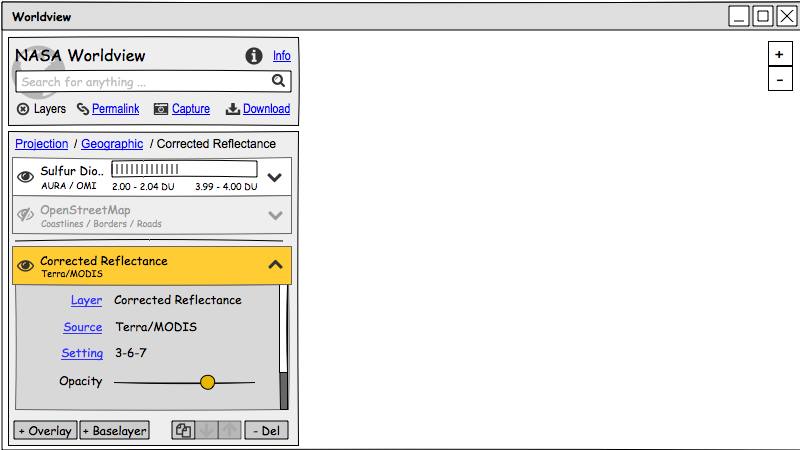 Worldview
NASA Worldview Info
Search for anything ...
Layers Permalink Capture Download
Projection / Geographic / Corrected Reflectance
Sulfur Dio..
AURA / OMI 2.00 - 2.04 DU 3.99 - 4.00 DU
OpenStreetMap
Coastlines / Borders / Roads
Corrected Reflectance
Terra/MODIS
Layer Corrected Reflectance
Source Terra/MODIS
Setting 3-6-7
Opacity
+ Overlay + Baselayer - Del
+
-